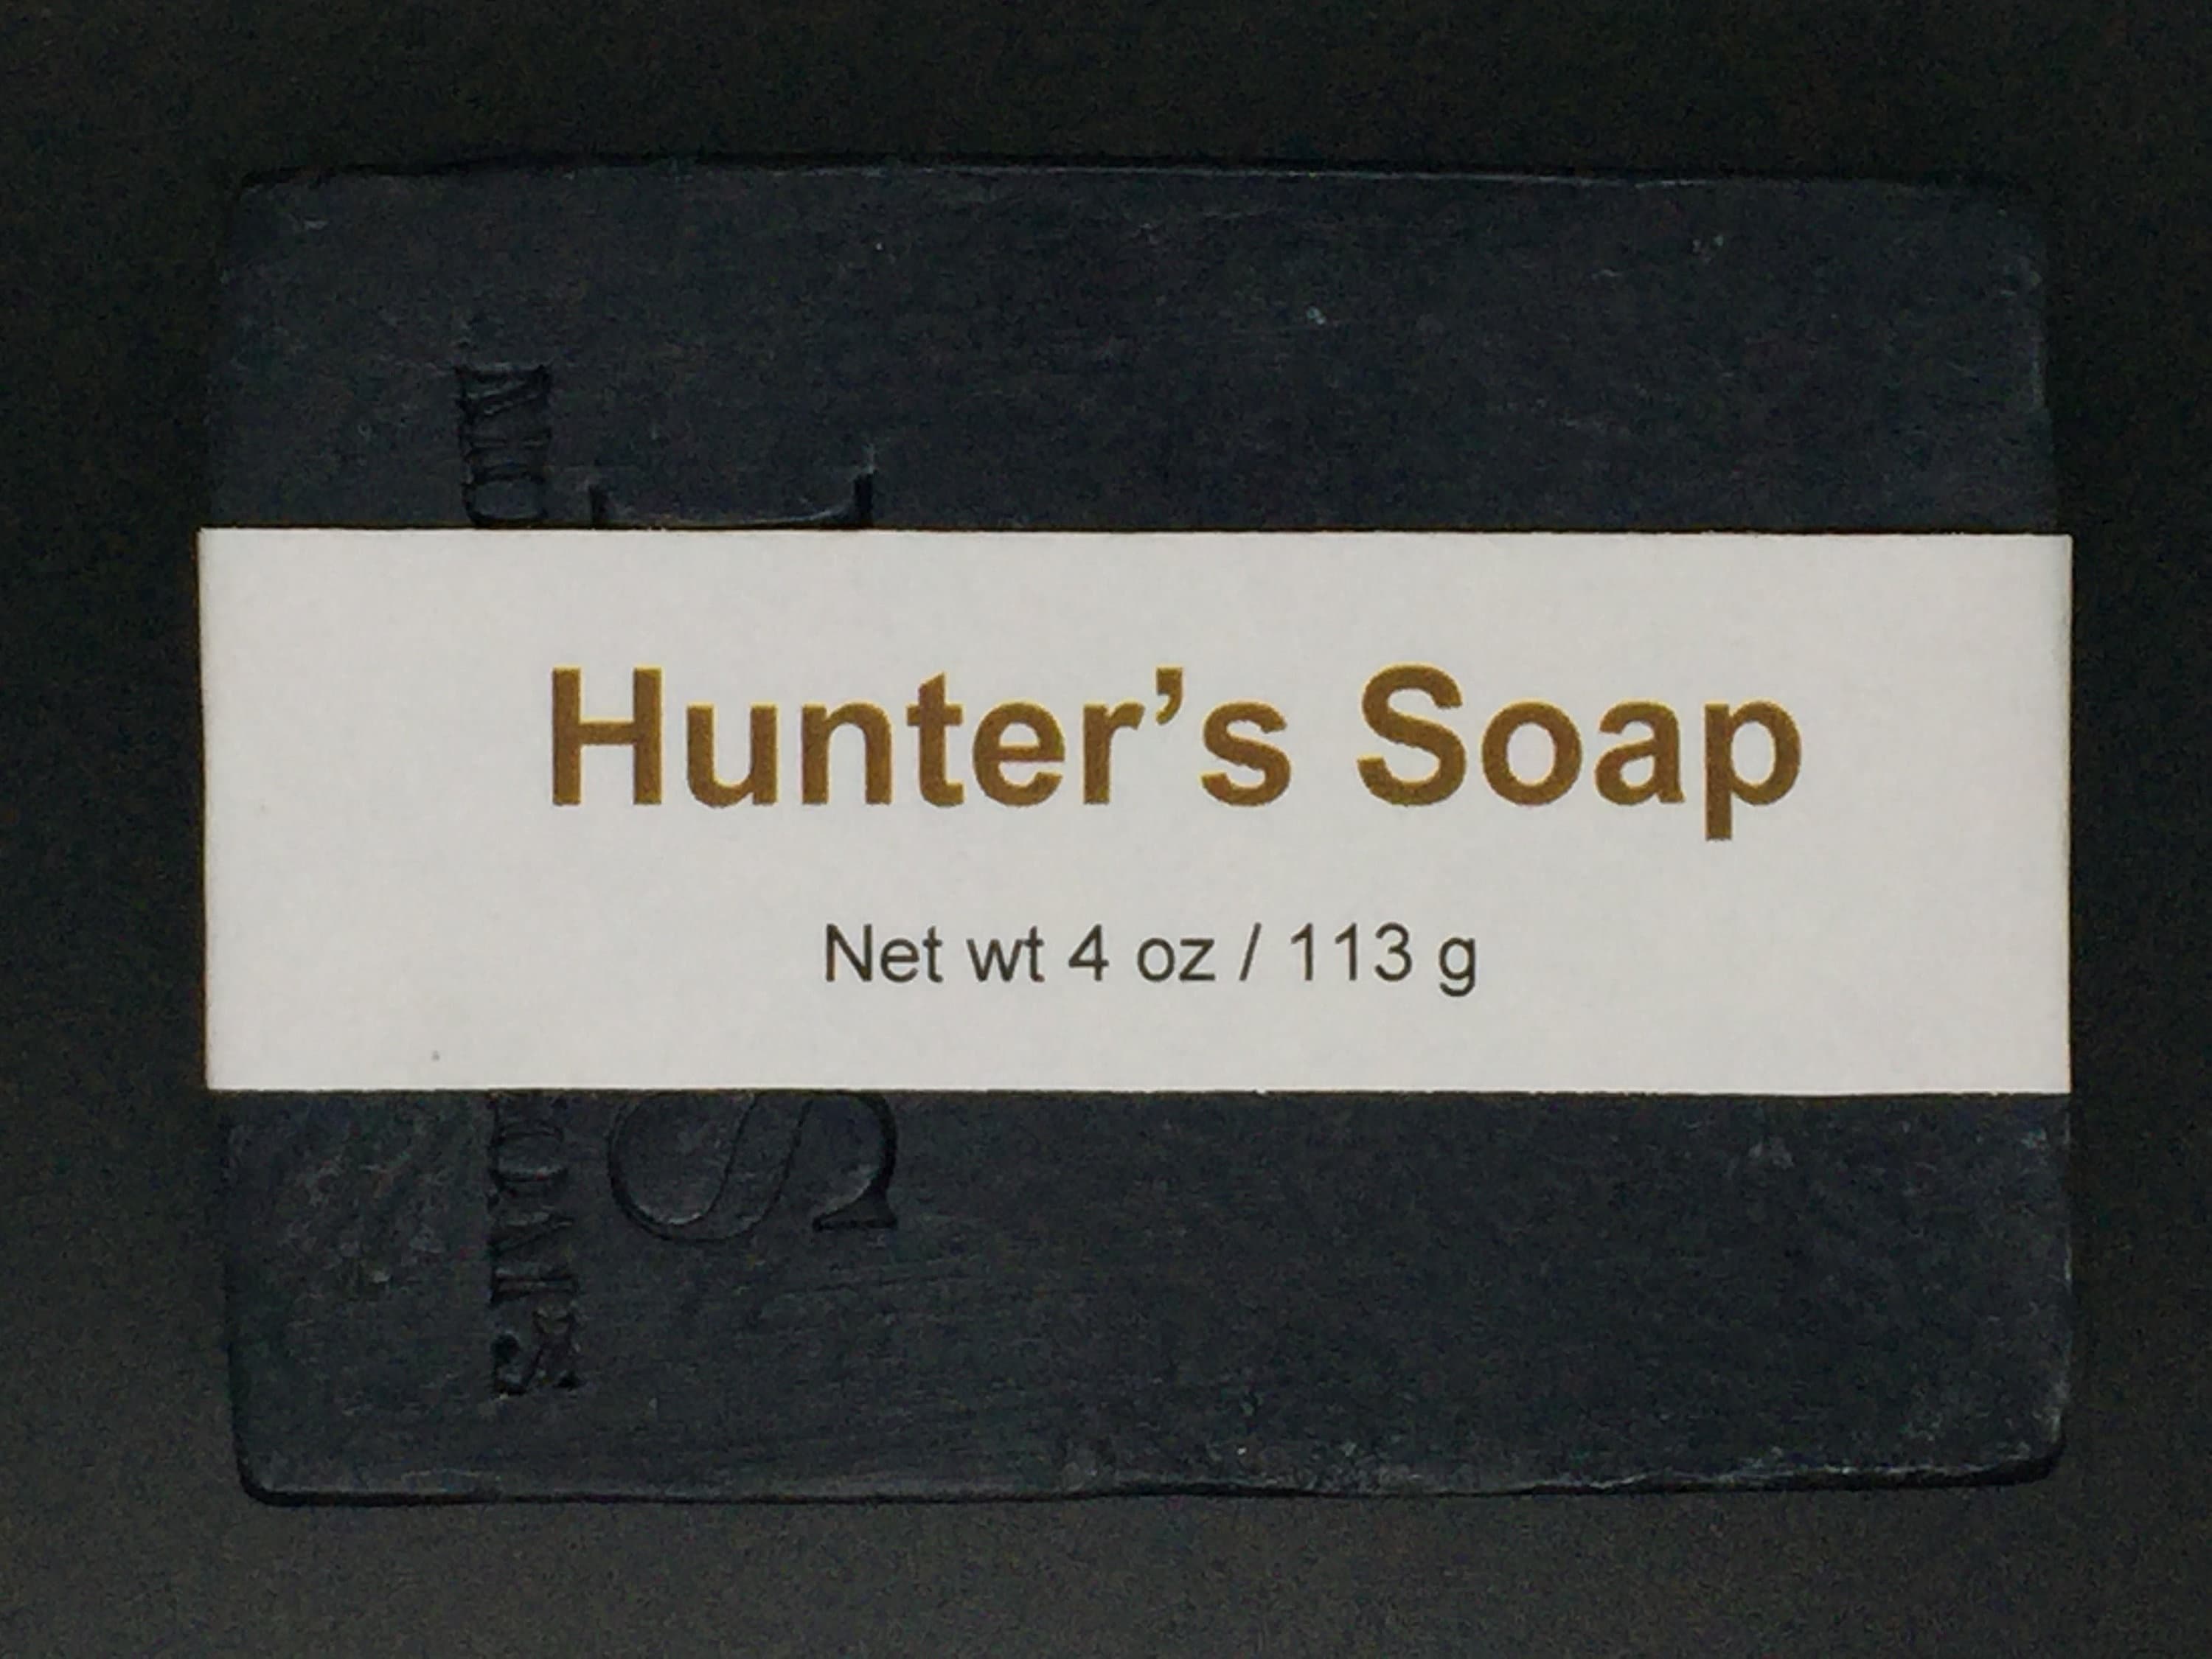 Hunter's Soap
Net wt 4 oz / 113 g